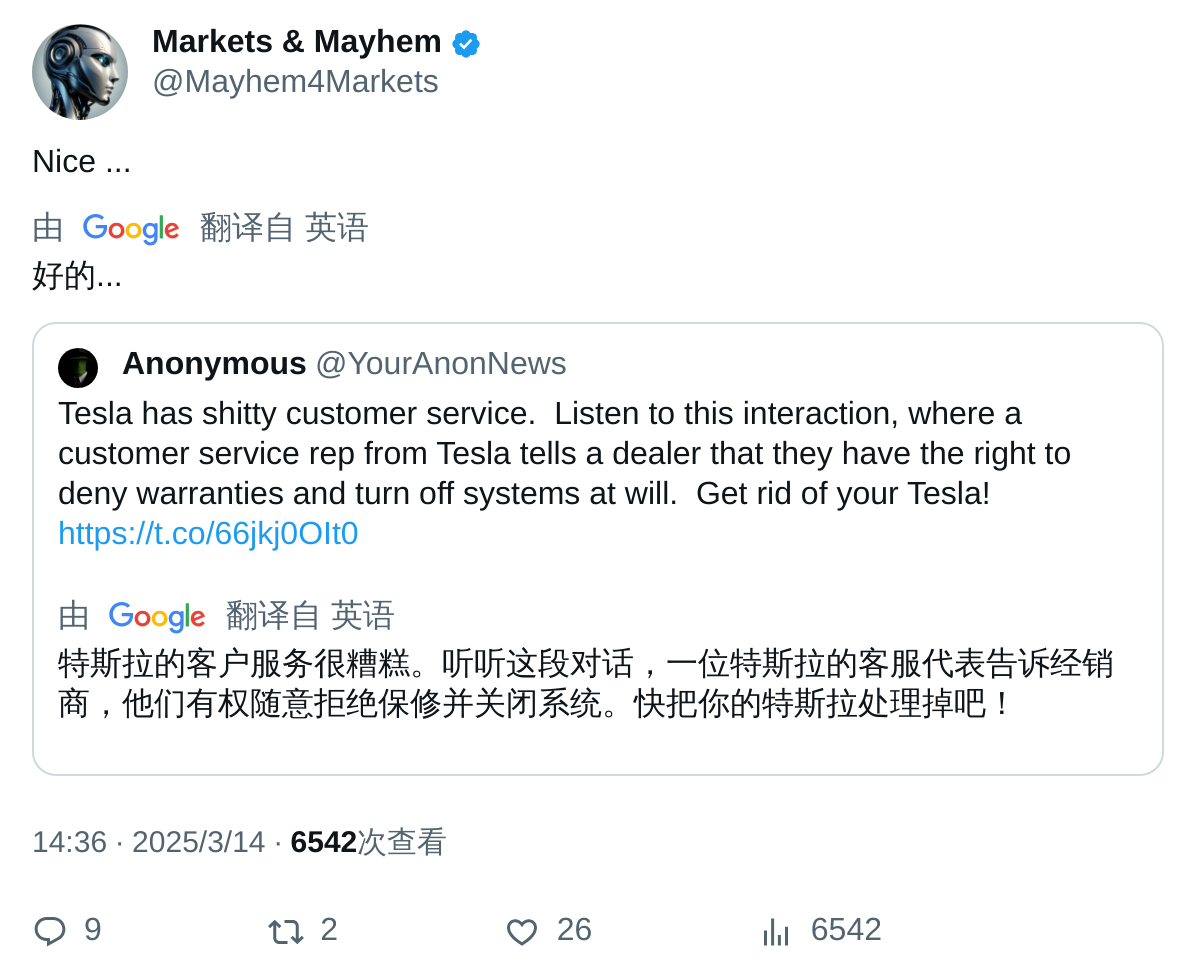 Markets & Mayhem
@Mayhem4Markets
Nice ...
由 Google 翻译自 英语
好的...
Anonymous @YourAnonNews
Tesla has shitty customer service.  Listen to this interaction, where a
customer service rep from Tesla tells a dealer that they have the right to
deny warranties and turn off systems at will.  Get rid of your Tesla!
https://t.co/66jkj0OIt0
由 Google 翻译自 英语
特斯拉的客户服务很糟糕。听听这段对话，一位特斯拉的客服代表告诉经销
商，他们有权随意拒绝保修并关闭系统。快把你的特斯拉处理掉吧！
14:36 · 2025/3/14 · 6542次查看
9 2 26 6542